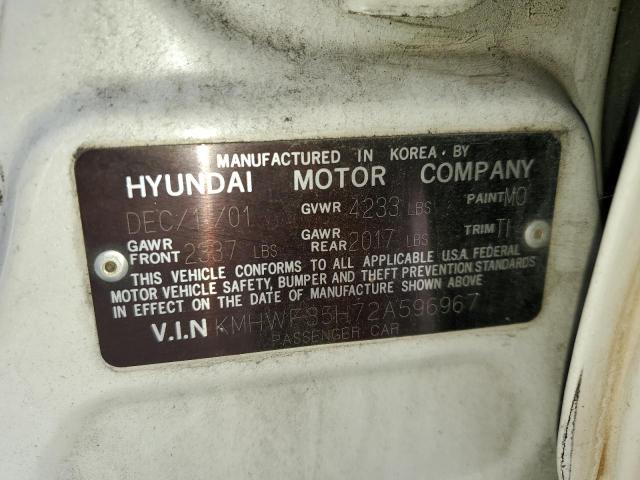 MANUFACTURED IN KOREA. BY
HYUNDAI MOTOR COMPANY
GVWR 4233 LBS PAINT MO
GAWR FRONT 2337 LBS GAWR REAR 2017 LBS TRIM TI
THIS VEHICLE CONFORMS TO ALL APPLICABLE U.S.A. FEDERAL
MOTOR VEHICLE SAFETY, BUMPER AND THEFT PREVENTION STANDARDS
IN EFFECT ON THE DATE OF MANUFACTURE SHOWN ABOVE
V.I.N KMHWF35H72A596967
PASSENGER CAR